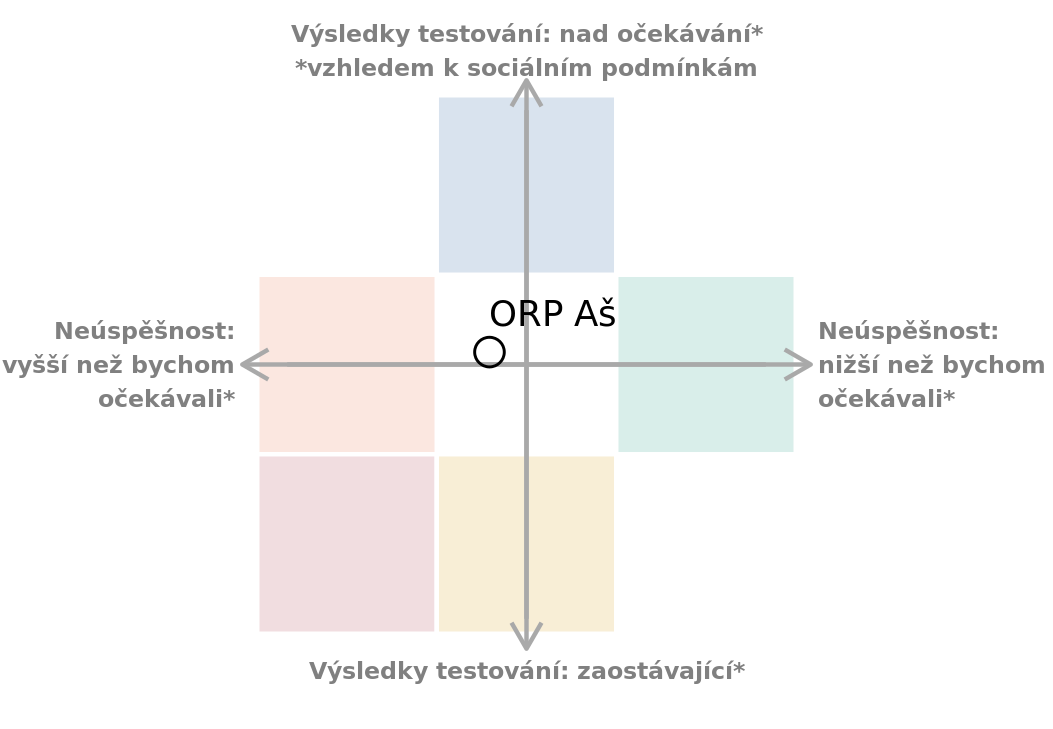 Výsledky testování: nad očekávání*
*vzhledem k sociálním podmínkám
ORP Aš
Neúspěšnost:
vyšší než bychom
očekávali*
Neúspěšnost:
nižší než bychom
očekávali*
Výsledky testování: zaostávající*